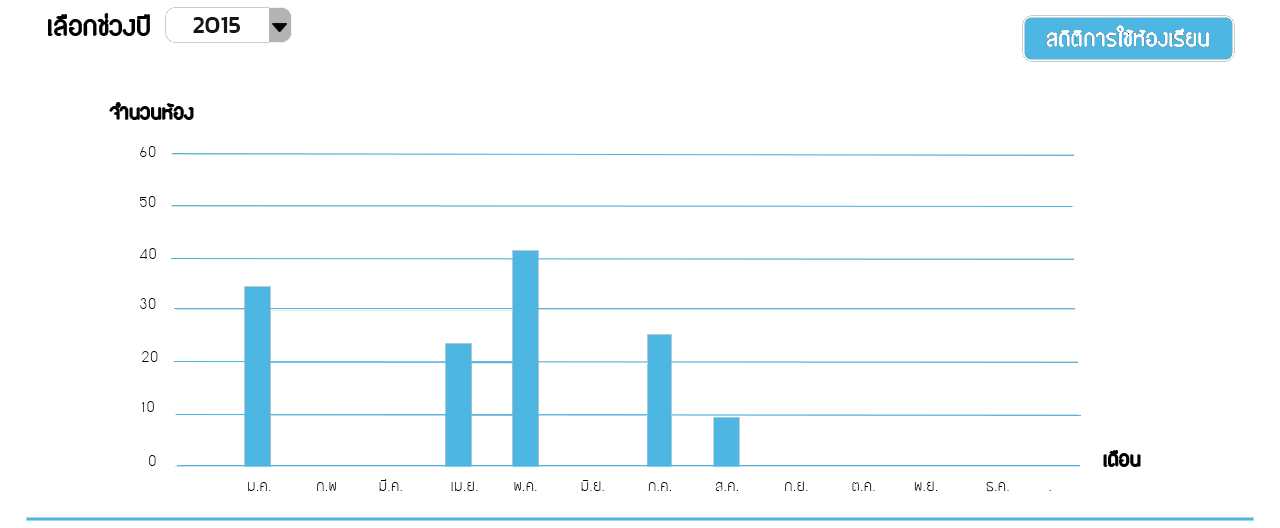 เลือกช่วงปี 2015
สถิติการใช้ห้องเรียน
จำนวนห้อง
60
50
40
30
20
10
0
เดือน
ม.ค. ก.พ มี.ค. เม.ย. พ.ค. มิ.ย. ก.ค. ส.ค. ก.ย. ต.ค. พ.ย. ธ.ค. .